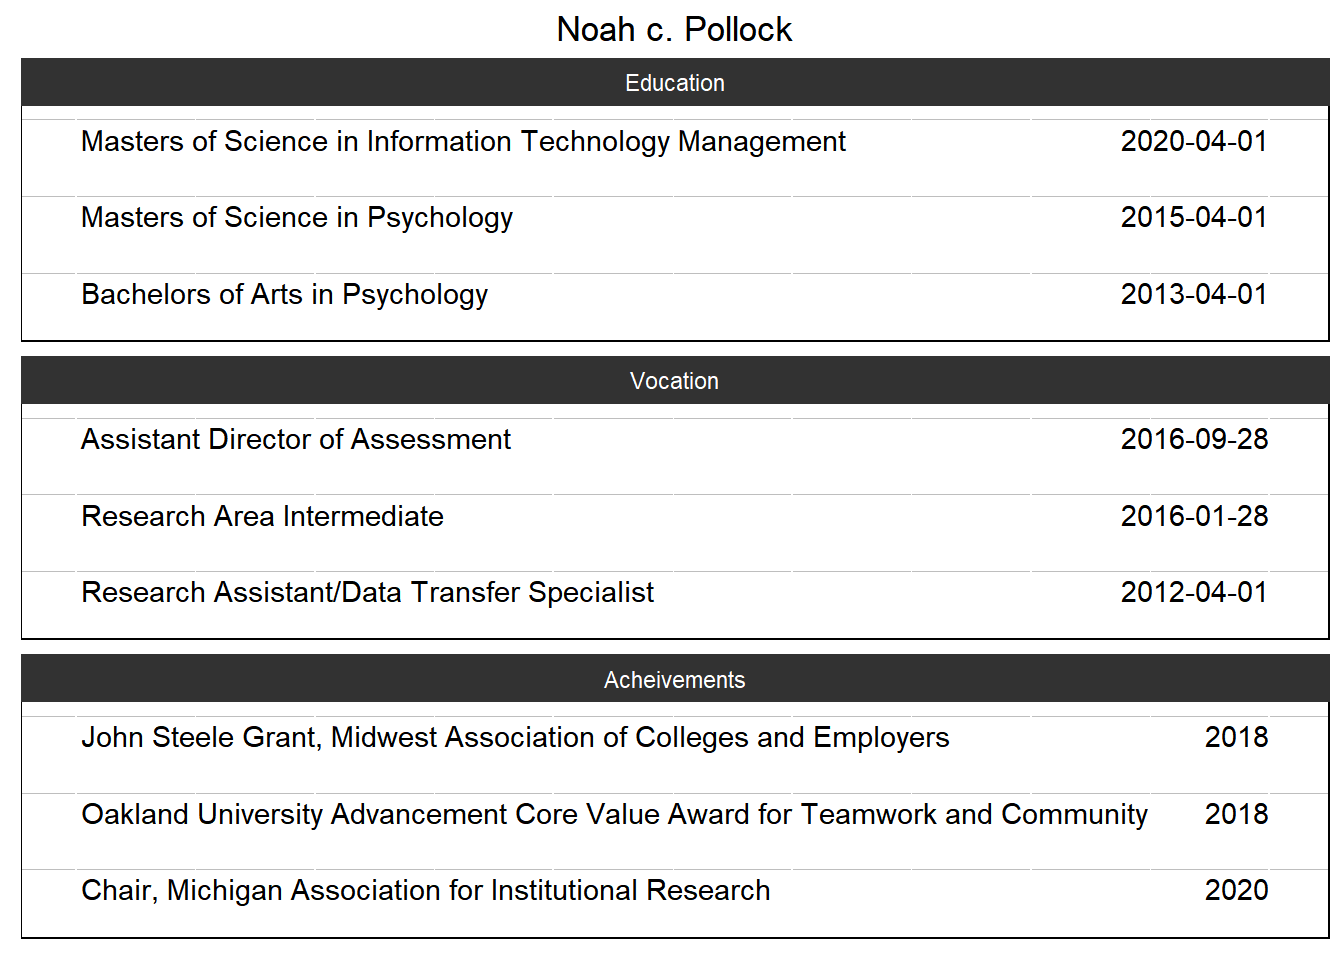 Noah c. Pollock
Education
Masters of Science in Information Technology Management 2020-04-01
Masters of Science in Psychology 2015-04-01
Bachelors of Arts in Psychology 2013-04-01
Vocation
Assistant Director of Assessment 2016-09-28
Research Area Intermediate 2016-01-28
Research Assistant/Data Transfer Specialist 2012-04-01
Acheivements
John Steele Grant, Midwest Association of Colleges and Employers 2018
Oakland University Advancement Core Value Award for Teamwork and Community 2018
Chair, Michigan Association for Institutional Research 2020